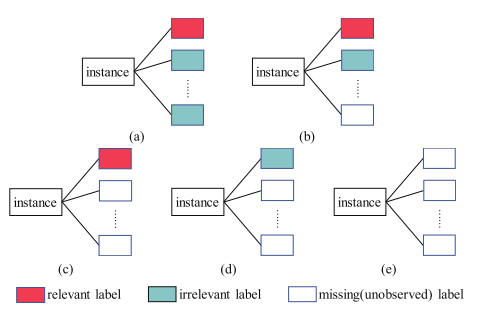 instance
instance
(a)
(b)
instance
instance
instance
(c)
(d)
(e)
relevant label
irrelevant label
missing(unobserved) label